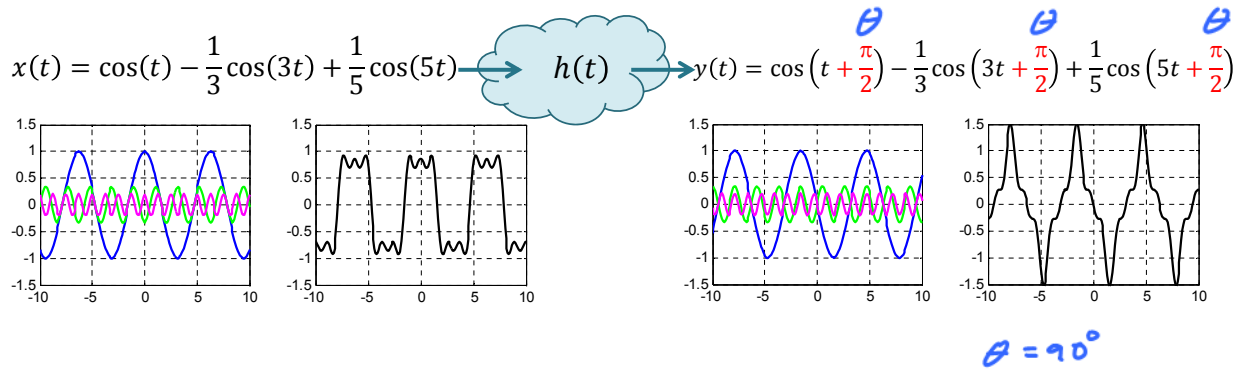 θ θ θ
x(t) = cos(t) − 1/3 cos(3t) + 1/5 cos(5t) h(t) y(t) = cos(t + π/2) − 1/3 cos(3t + π/2) + 1/5 cos(5t + π/2)
1.5 1.5 1.5 1.5
1 1 1 1
0.5 0.5 0.5 0.5
0 0 0 0
-0.5 -0.5 -0.5 -0.5
-1 -1 -1 -1
-1.5 -1.5 -1.5 -1.5
-10 -5 0 5 10 -10 -5 0 5 10 -10 -5 0 5 10 -10 -5 0 5 10
θ = 90°